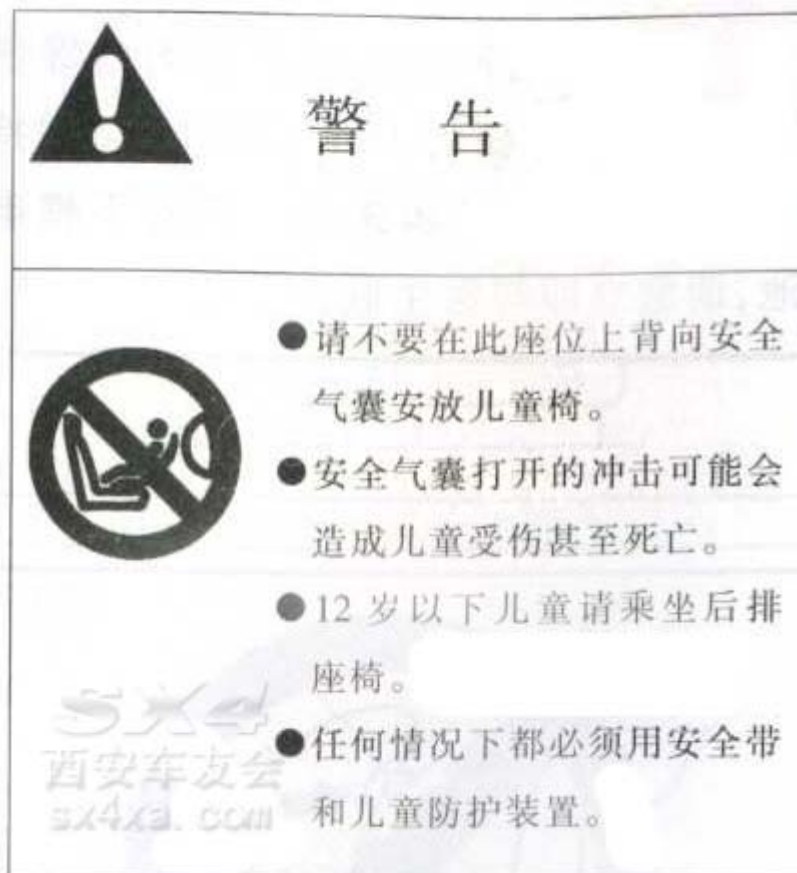 警 告
●请不要在此座位上背向安全
气囊安放儿童椅。
●安全气囊打开的冲击可能会
造成儿童受伤甚至死亡。
●12 岁以下儿童请乘坐后排
座椅。
●任何情况下都必须用安全带
和儿童防护装置。
SX4
西安车友会
sx4xa.com